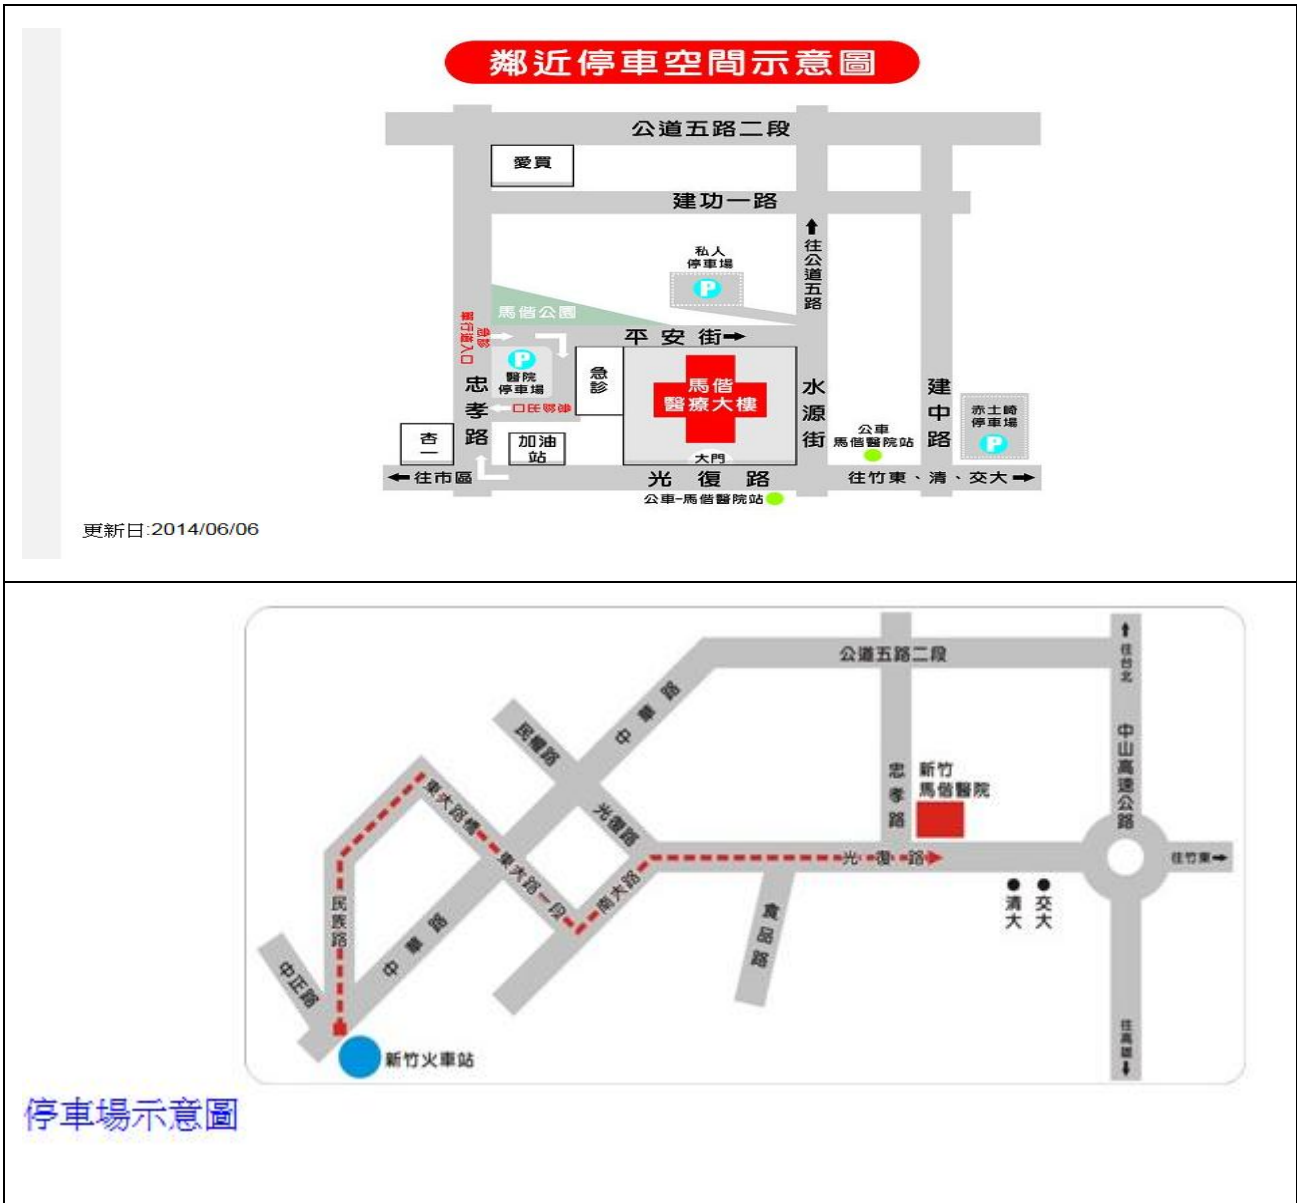 鄰近停車空間示意圖
公道五路二段
愛買
建功一路
往公道五路
私人
停車場
P
馬偕公園
急診
單行道入口
平安街
P
醫院
停車場
急診
馬偕
醫療大樓
忠孝路
水源街
建中路
赤土崎
停車場
P
車輛出口
公車
馬偕醫院站
杏一
加油站
大門
往市區
光復路
往竹東、清、交大
公車-馬偕醫院站
更新日:2014/06/06
公道五路二段
往台北
中華路
民權路
中山高速公路
忠孝路
新竹
馬偕醫院
東大路橋
光復路
東大路一段
光復路
往竹東
南大路
清大
交大
食品路
民族路
中華路
中正路
往高雄
新竹火車站
停車場示意圖